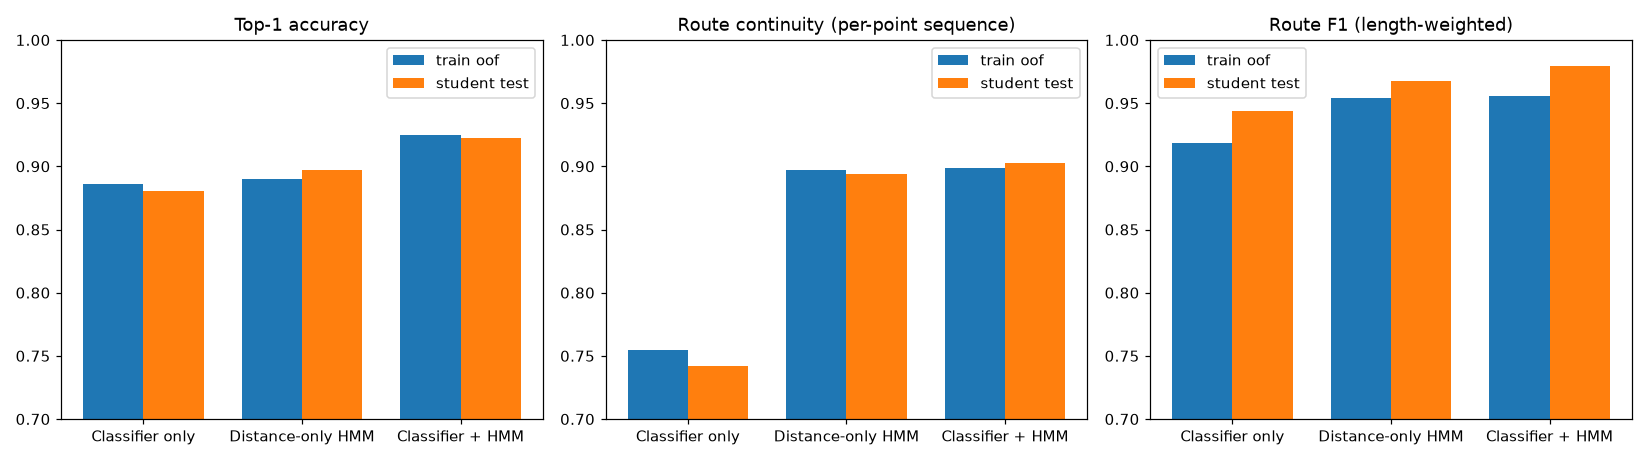 Top-1 accuracy
1.00
0.95
0.90
0.85
0.80
0.75
0.70
train oof
student test
Classifier only
Distance-only HMM
Classifier + HMM
Route continuity (per-point sequence)
1.00
0.95
0.90
0.85
0.80
0.75
0.70
train oof
student test
Classifier only
Distance-only HMM
Classifier + HMM
Route F1 (length-weighted)
1.00
0.95
0.90
0.85
0.80
0.75
0.70
train oof
student test
Classifier only
Distance-only HMM
Classifier + HMM